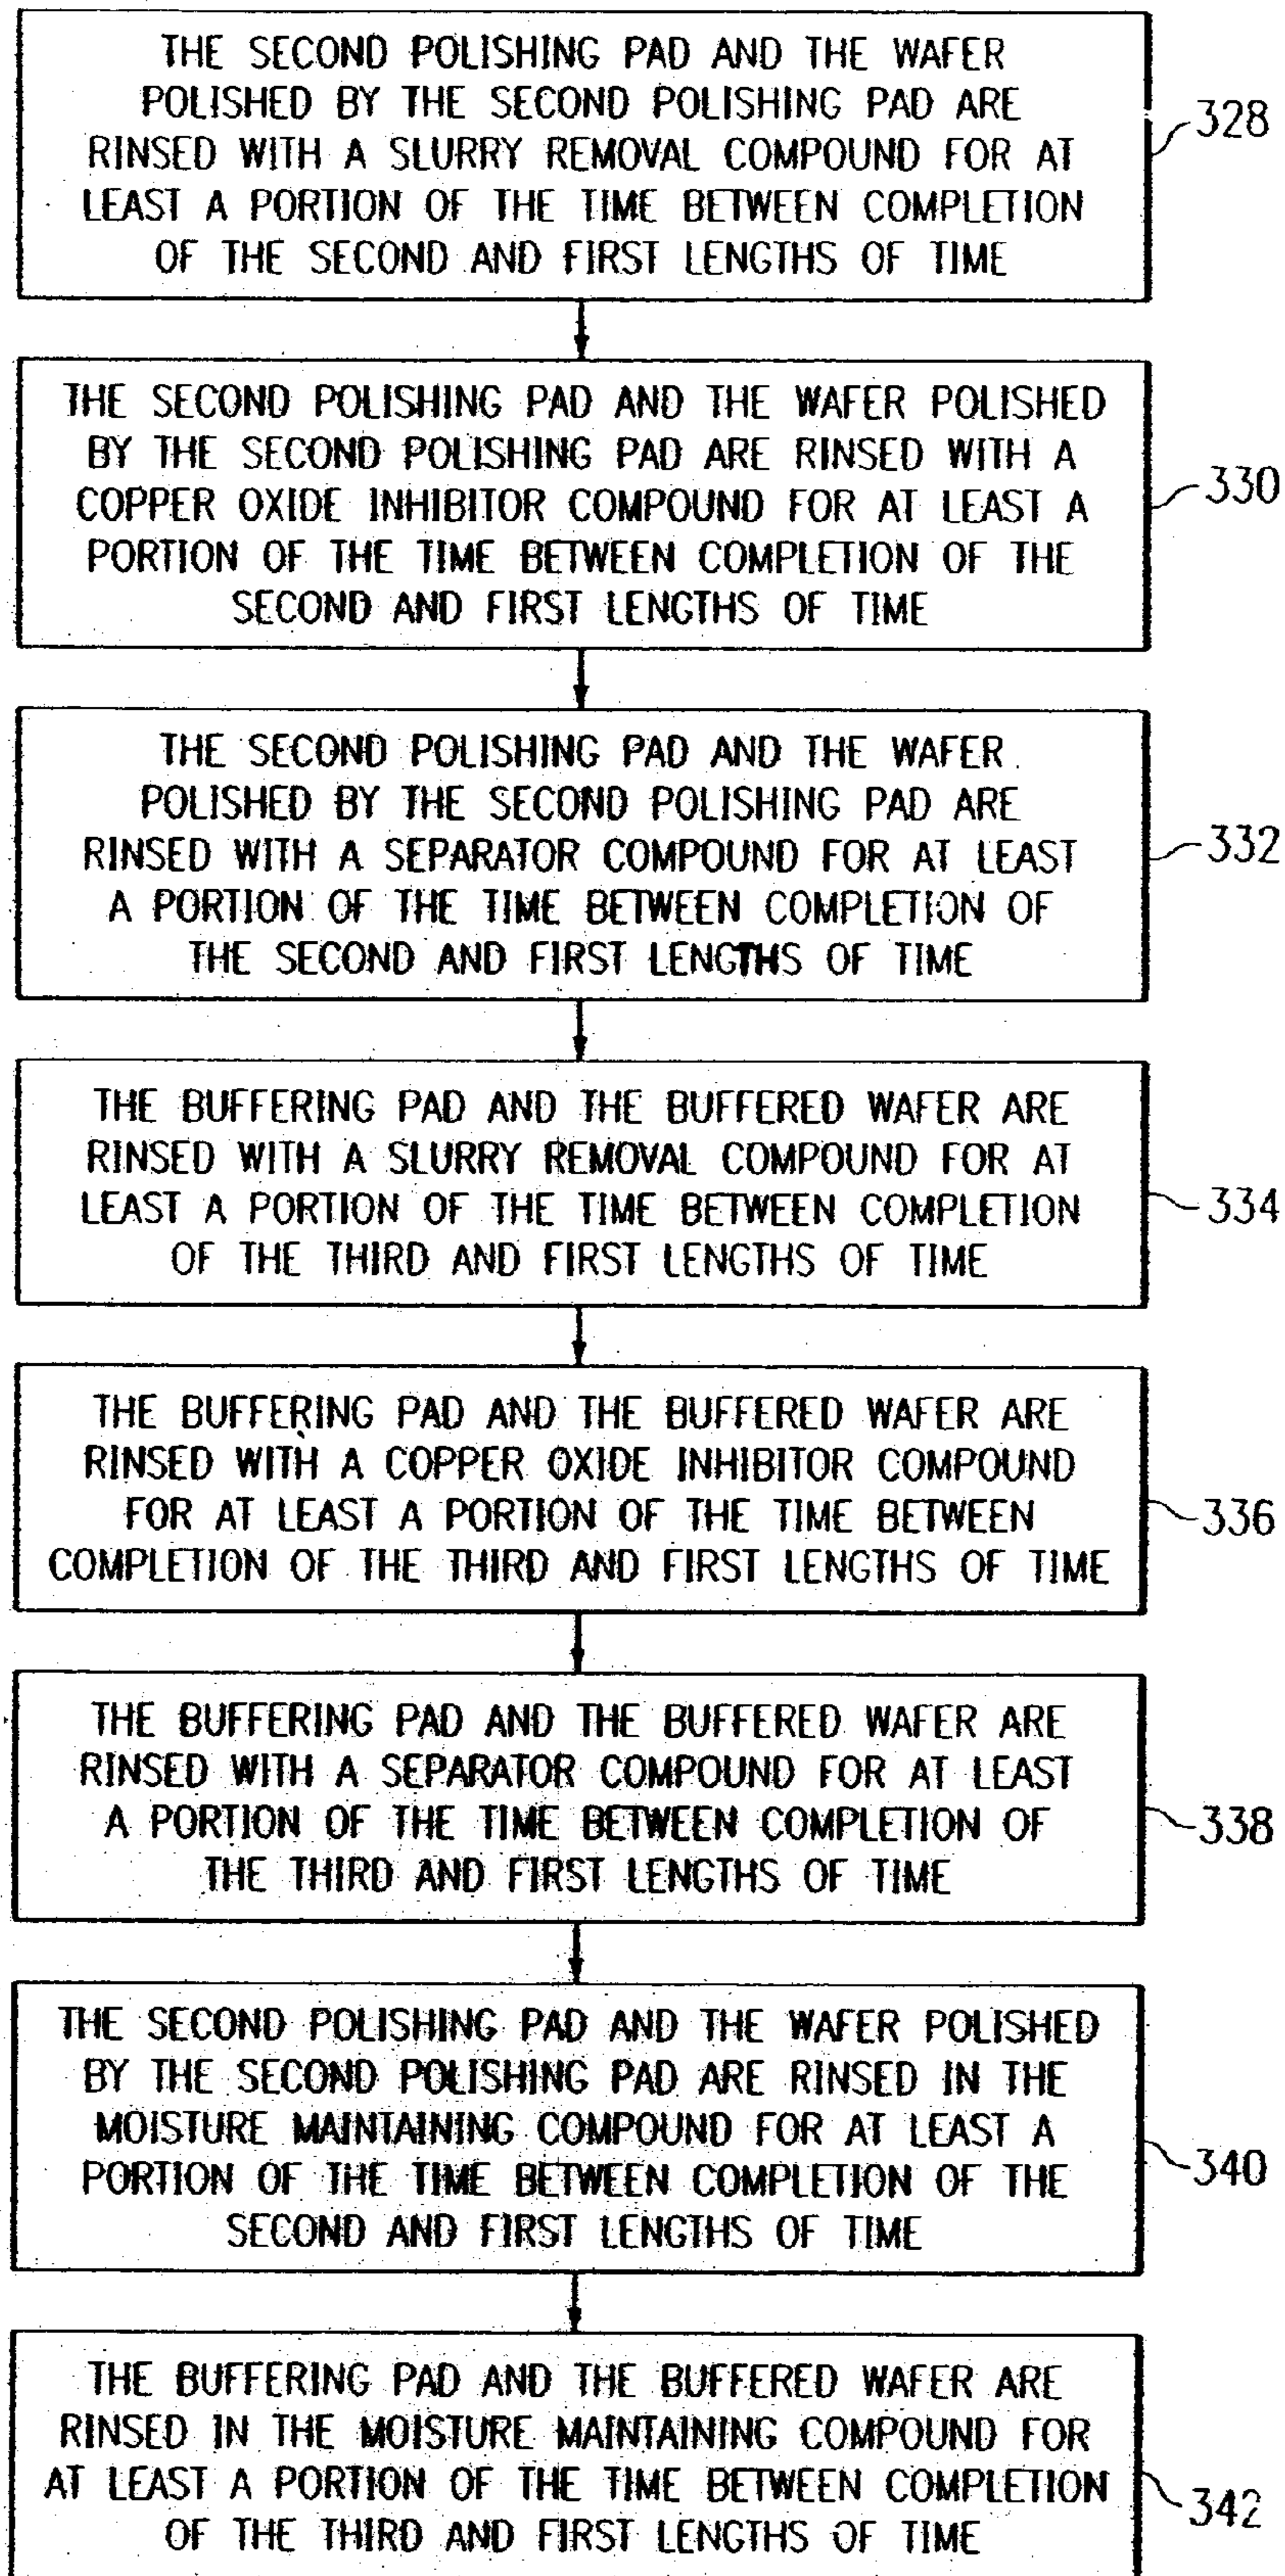 THE SECOND POLISHING PAD AND THE WAFER
POLISHED BY THE SECOND POLISHING PAD ARE
RINSED WITH A SLURRY REMOVAL COMPOUND FOR AT
LEAST A PORTION OF THE TIME BETWEEN COMPLETION
OF THE SECOND AND FIRST LENGTHS OF TIME
328
THE SECOND POLISHING PAD AND THE WAFER POLISHED
BY THE SECOND POLISHING PAD ARE RINSED WITH A
COPPER OXIDE INHIBITOR COMPOUND FOR AT LEAST A
PORTION OF THE TIME BETWEEN COMPLETION OF THE
SECOND AND FIRST LENGTHS OF TIME
330
THE SECOND POLISHING PAD AND THE WAFER
POLISHED BY THE SECOND POLISHING PAD ARE
RINSED WITH A SEPARATOR COMPOUND FOR AT LEAST
A PORTION OF THE TIME BETWEEN COMPLETION OF
THE SECOND AND FIRST LENGTHS OF TIME
332
THE BUFFERING PAD AND THE BUFFERED WAFER ARE
RINSED WITH A SLURRY REMOVAL COMPOUND FOR AT
LEAST A PORTION OF THE TIME BETWEEN COMPLETION
OF THE THIRD AND FIRST LENGTHS OF TIME
334
THE BUFFERING PAD AND THE BUFFERED WAFER ARE
RINSED WITH A COPPER OXIDE INHIBITOR COMPOUND
FOR AT LEAST A PORTION OF THE TIME BETWEEN
COMPLETION OF THE THIRD AND FIRST LENGTHS OF TIME
336
THE BUFFERING PAD AND THE BUFFERED WAFER ARE
RINSED WITH A SEPARATOR COMPOUND FOR AT LEAST
A PORTION OF THE TIME BETWEEN COMPLETION OF
THE THIRD AND FIRST LENGTHS OF TIME
338
THE SECOND POLISHING PAD AND THE WAFER POLISHED
BY THE SECOND POLISHING PAD ARE RINSED IN THE
MOISTURE MAINTAINING COMPOUND FOR AT LEAST A
PORTION OF THE TIME BETWEEN COMPLETION OF THE
SECOND AND FIRST LENGTHS OF TIME
340
THE BUFFERING PAD AND THE BUFFERED WAFER ARE
RINSED IN THE MOISTURE MAINTAINING COMPOUND FOR
AT LEAST A PORTION OF THE TIME BETWEEN COMPLETION
OF THE THIRD AND FIRST LENGTHS OF TIME
342